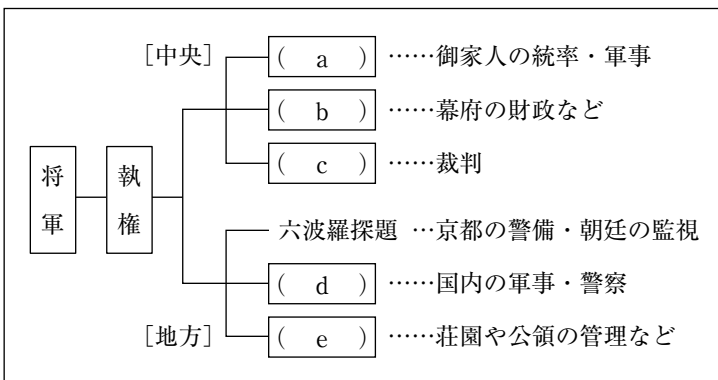 ［中央］
( a ) ……御家人の統率・軍事
( b ) ……幕府の財政など
( c ) ……裁判
将軍
執権
六波羅探題 …京都の警備・朝廷の監視
( d ) ……国内の軍事・警察
［地方］
( e ) ……荘園や公領の管理など